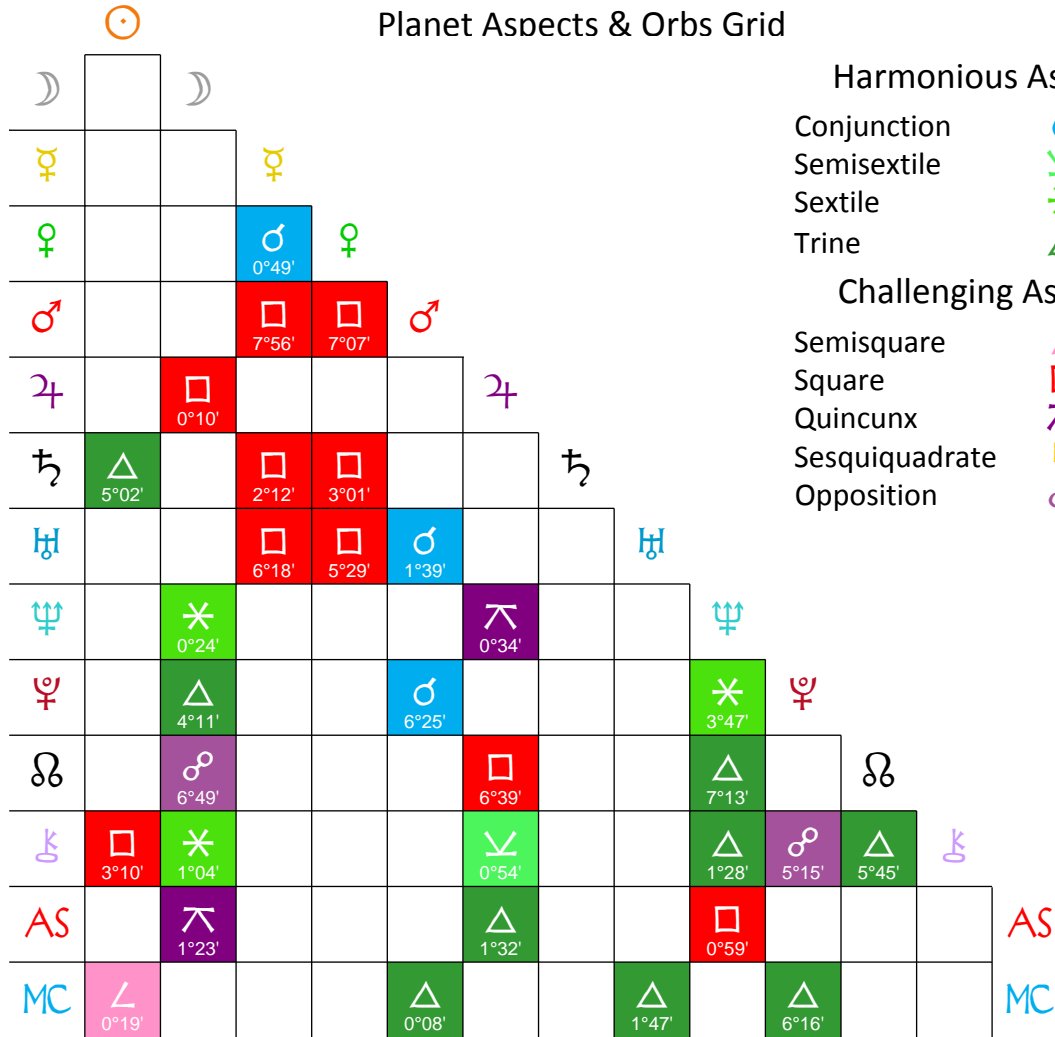 ☉ Planet Aspects & Orbs Grid
Harmonious As
☽ ☽
Conjunction ☌
Semisextile ⚺
Sextile ⚹
Trine △
☿ ☿
♀ ☌ 0°49' ♀
Challenging As
♂ □ 7°56' □ 7°07' ♂
Semisquare ∠
Square □
Quincunx ⚻
Sesquiquadrate
Opposition ☍
♃ □ 0°10' ♃
♄ △ 5°02' □ 2°12' □ 3°01' ♄
♅ □ 6°18' □ 5°29' ☌ 1°39' ♅
♆ ⚹ 0°24' ⚻ 0°34' ♆
♇ △ 4°11' ☌ 6°25' ⚹ 3°47' ♇
☊ ☍ 6°49' □ 6°39' △ 7°13' ☊
⚷ □ 3°10' ⚹ 1°04' ⚺ 0°54' △ 1°28' ☍ 5°15' △ 5°45' ⚷
AS ⚻ 1°23' △ 1°32' □ 0°59' AS
MC ∠ 0°19' △ 0°08' △ 1°47' △ 6°16' MC